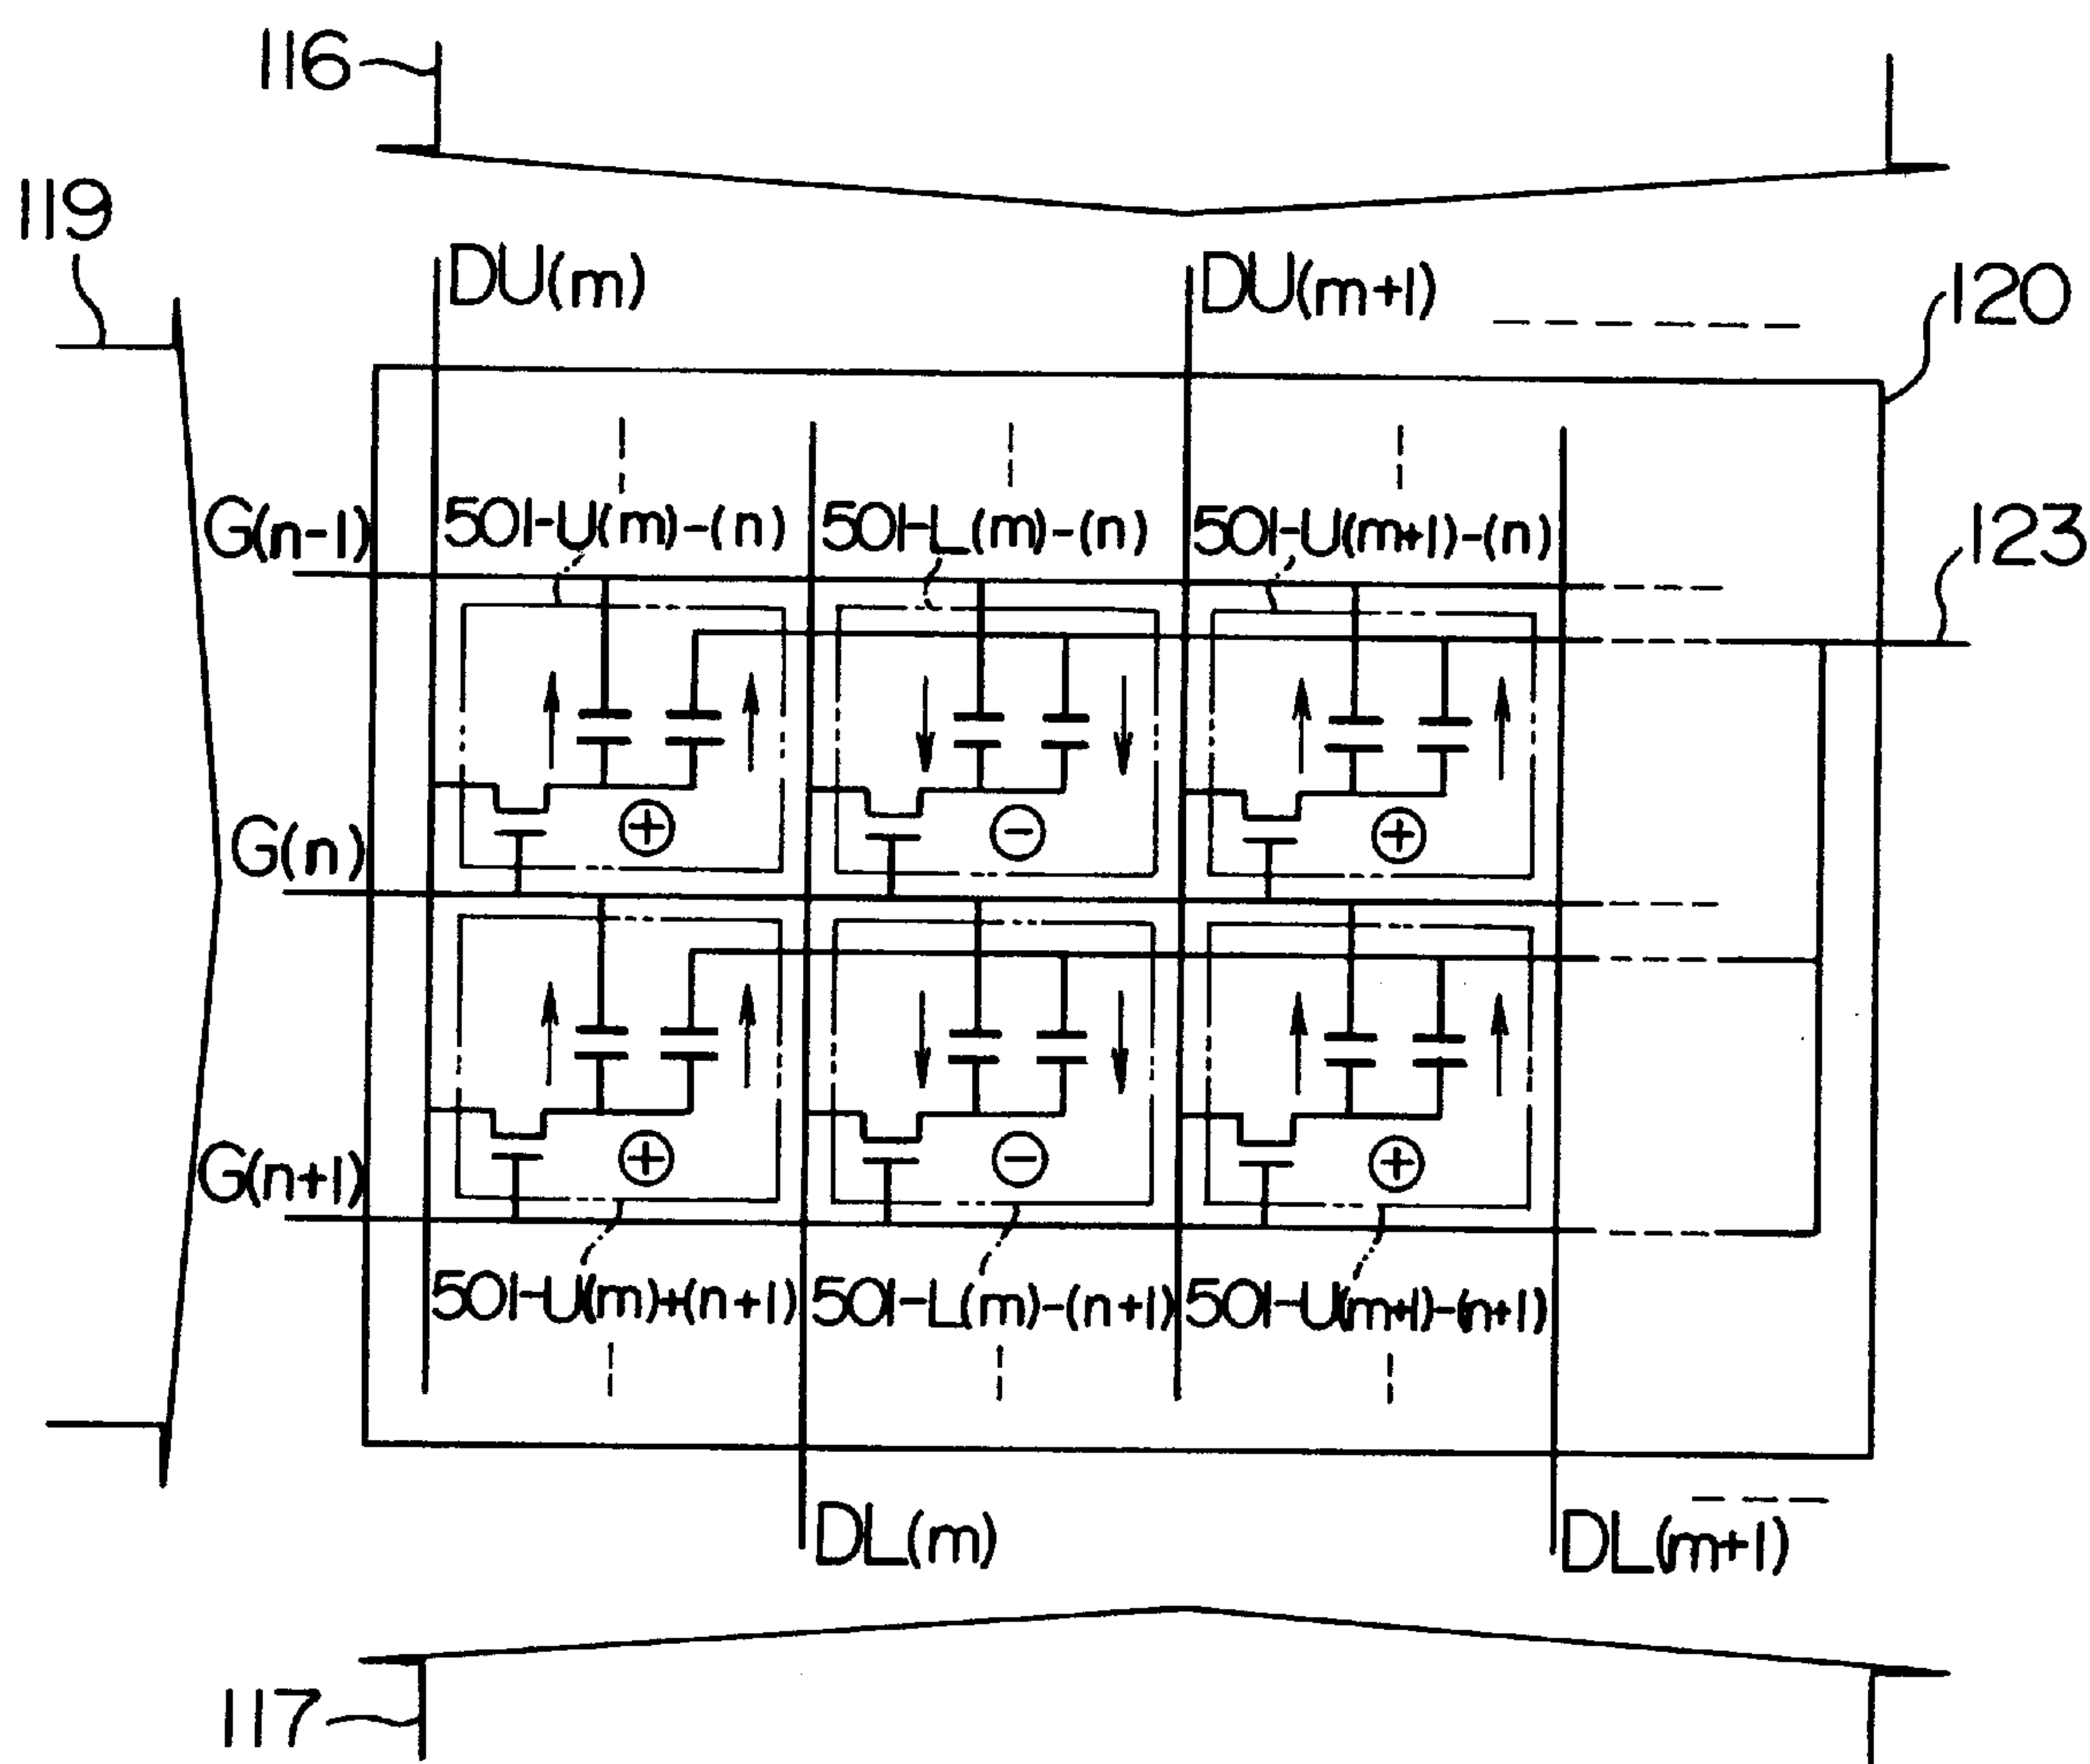 116
119
DU(m)
DU(m+1)
120
G(n-1)
501-U(m)-(n)
501-L(m)-(n)
501-U(m+1)-(n)
123
+
-
+
G(n)
+
-
+
G(n+1)
501-U(m)+(n+1)
501-L(m)-(n+1)
501-U(m+1)-(n+1)
DL(m)
DL(m+1)
117